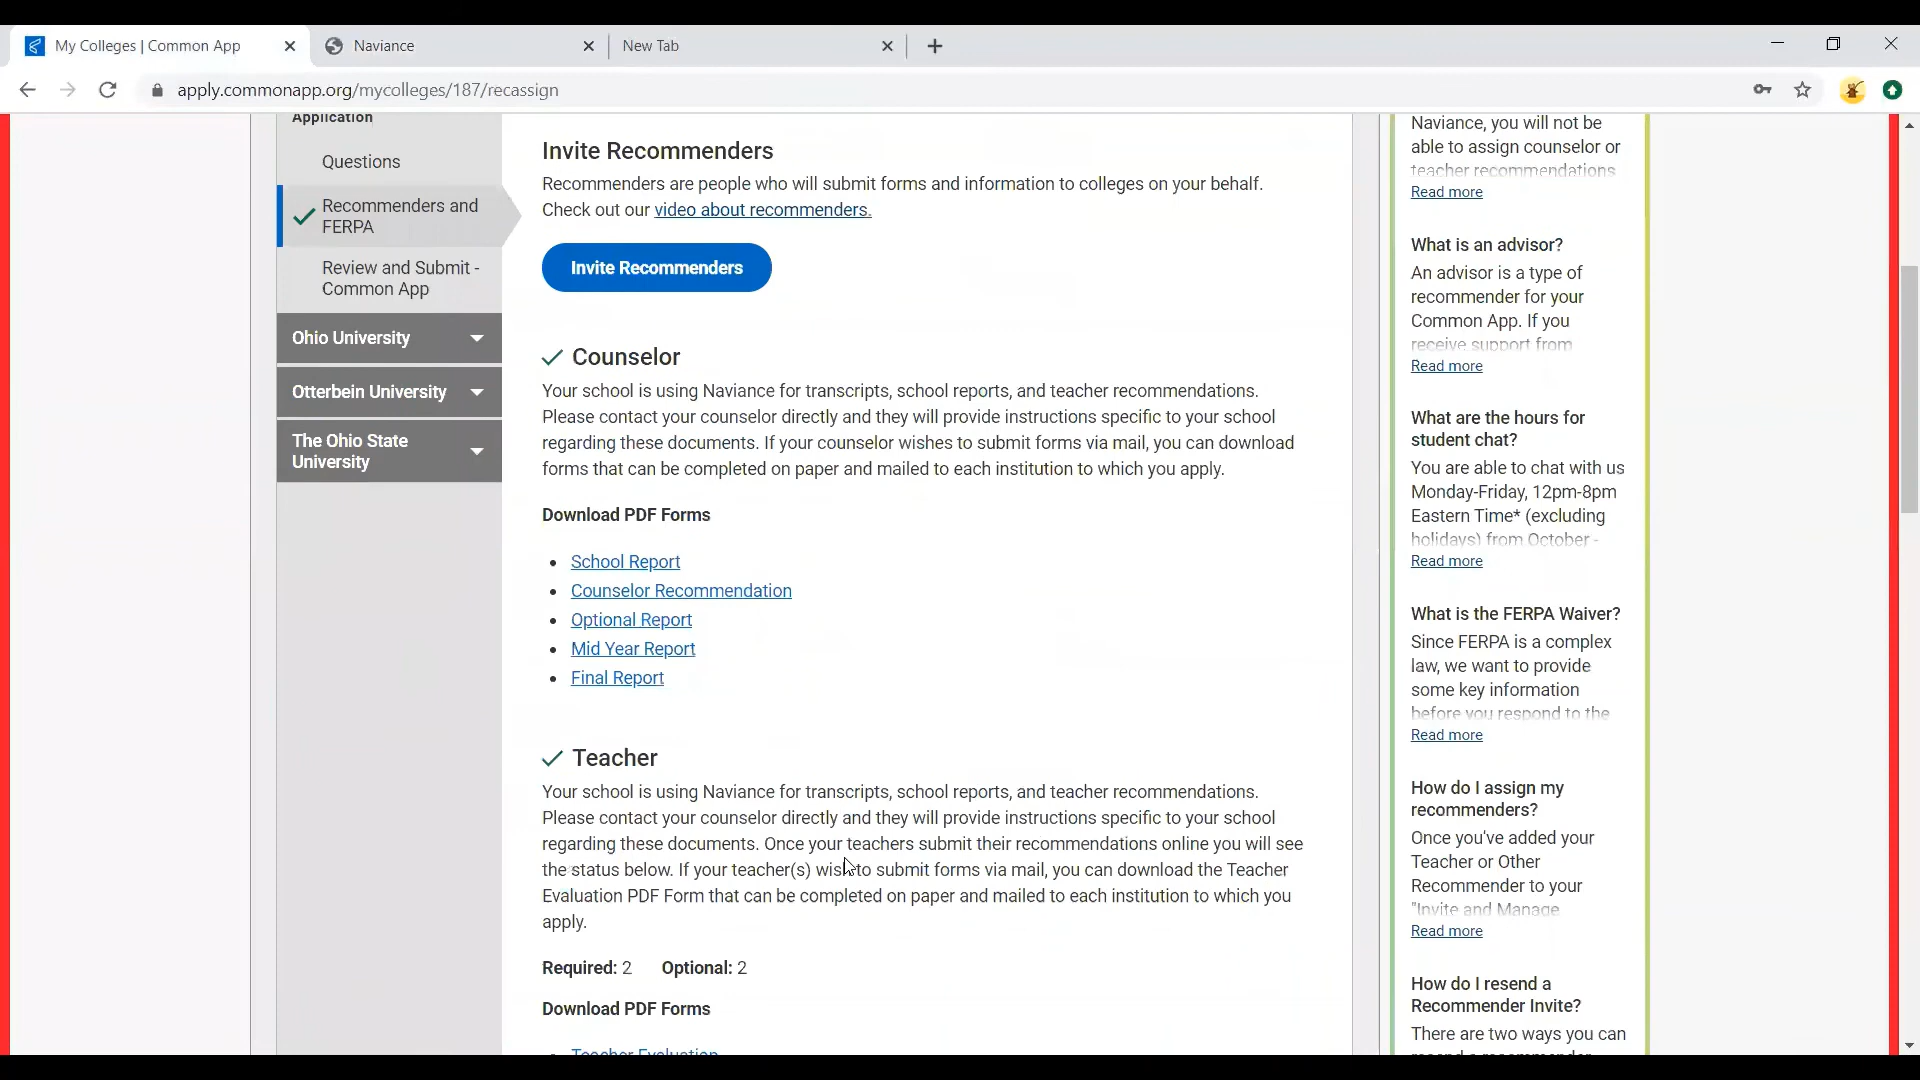 My Colleges | Common App
Naviance
New Tab
apply.commonapp.org/mycolleges/187/recassign
Application
Questions
Recommenders and
FERPA
Review and Submit -
Common App
Ohio University
Otterbein University
The Ohio State
University
Invite Recommenders
Recommenders are people who will submit forms and information to colleges on your behalf.
Check out our video about recommenders.
Invite Recommenders
Counselor
Your school is using Naviance for transcripts, school reports, and teacher recommendations.
Please contact your counselor directly and they will provide instructions specific to your school
regarding these documents. If your counselor wishes to submit forms via mail, you can download
forms that can be completed on paper and mailed to each institution to which you apply.
Download PDF Forms
• School Report
• Counselor Recommendation
• Optional Report
• Mid Year Report
• Final Report
Teacher
Your school is using Naviance for transcripts, school reports, and teacher recommendations.
Please contact your counselor directly and they will provide instructions specific to your school
regarding these documents. Once your teachers submit their recommendations online you will see
the status below. If your teacher(s) wish to submit forms via mail, you can download the Teacher
Evaluation PDF Form that can be completed on paper and mailed to each institution to which you
apply.
Required: 2 Optional: 2
Download PDF Forms
• Teacher Evaluation
Naviance, you will not be
able to assign counselor or
teacher recommendations
Read more
What is an advisor?
An advisor is a type of
recommender for your
Common App. If you
receive support from
Read more
What are the hours for
student chat?
You are able to chat with us
Monday-Friday, 12pm-8pm
Eastern Time* (excluding
holidays) from October -
Read more
What is the FERPA Waiver?
Since FERPA is a complex
law, we want to provide
some key information
before you respond to the
Read more
How do I assign my
recommenders?
Once you've added your
Teacher or Other
Recommender to your
"Invite and Manage
Read more
How do I resend a
Recommender Invite?
There are two ways you can
resend a recommender